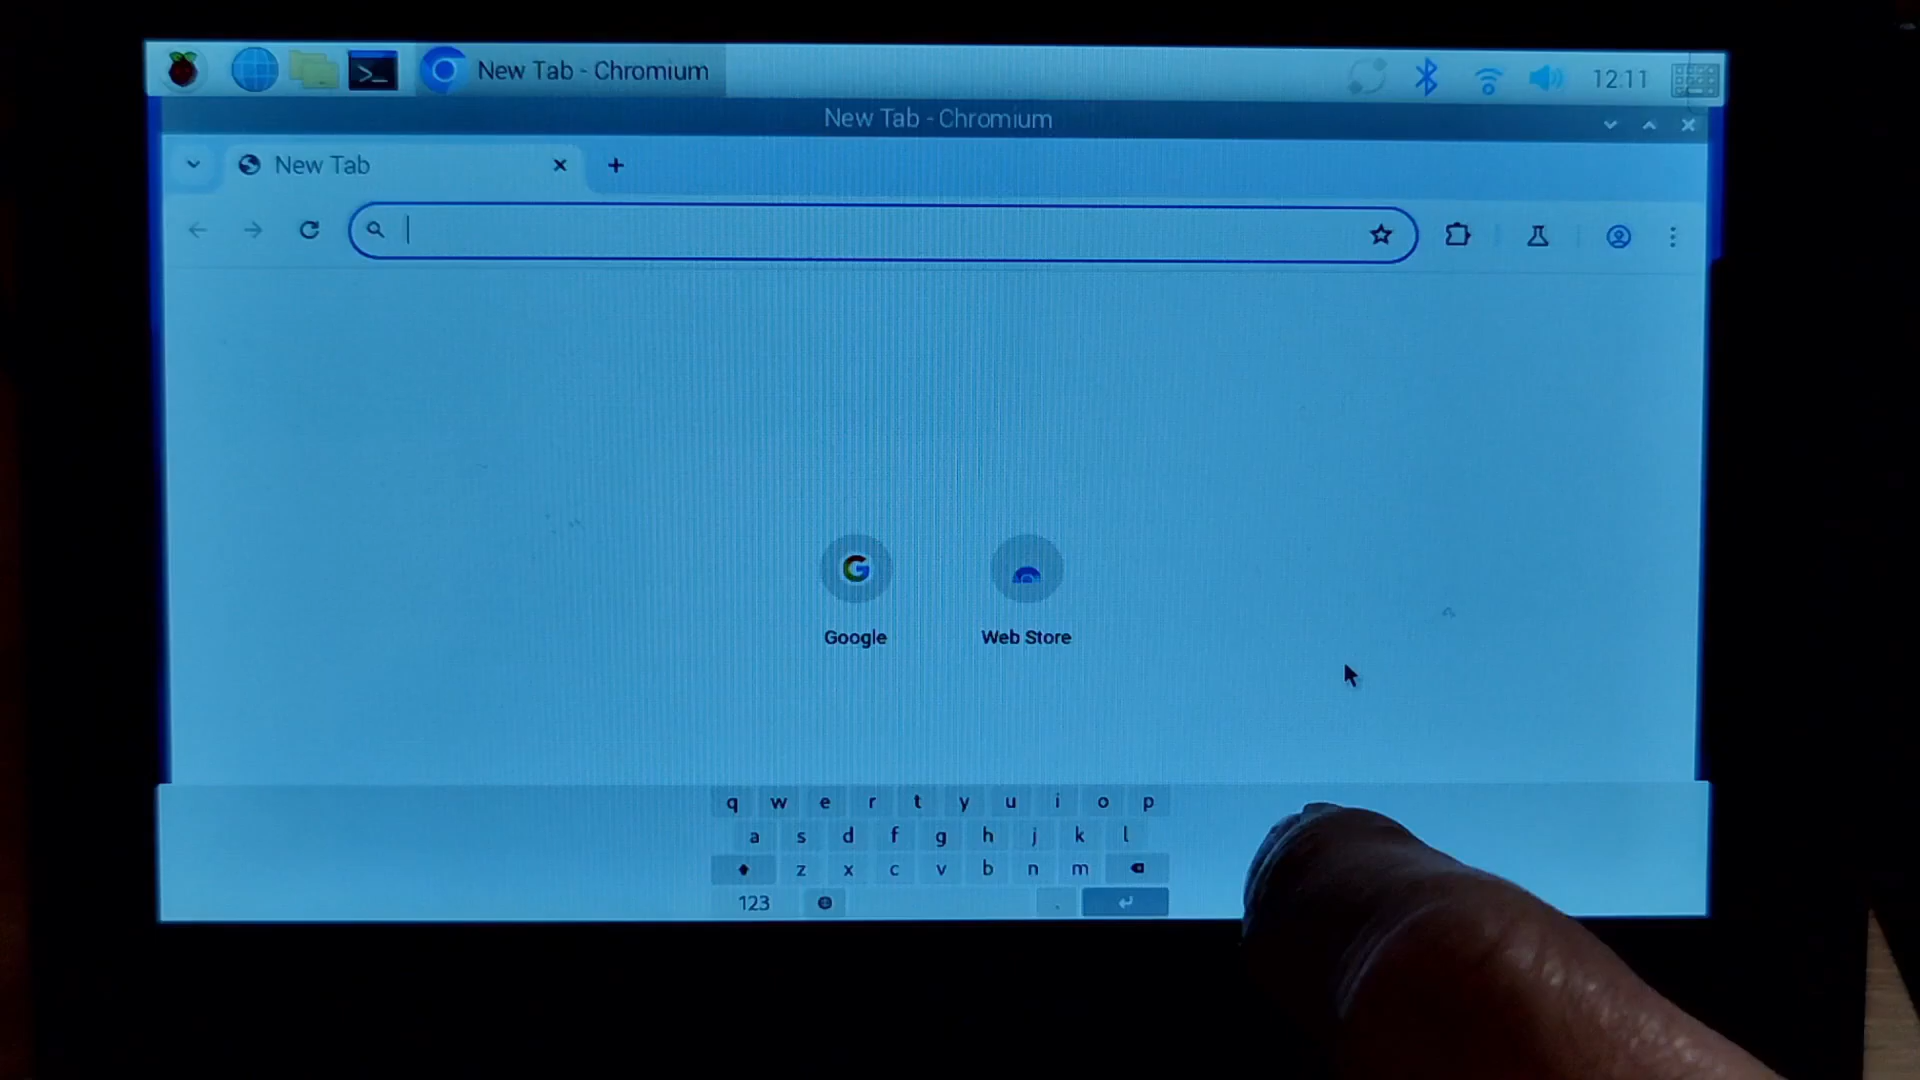 New Tab - Chromium
12:11
New Tab - Chromium
New Tab
Google
Web Store
q w e r t y u i o p
a s d f g h j k l
z x c v b n m
123 .